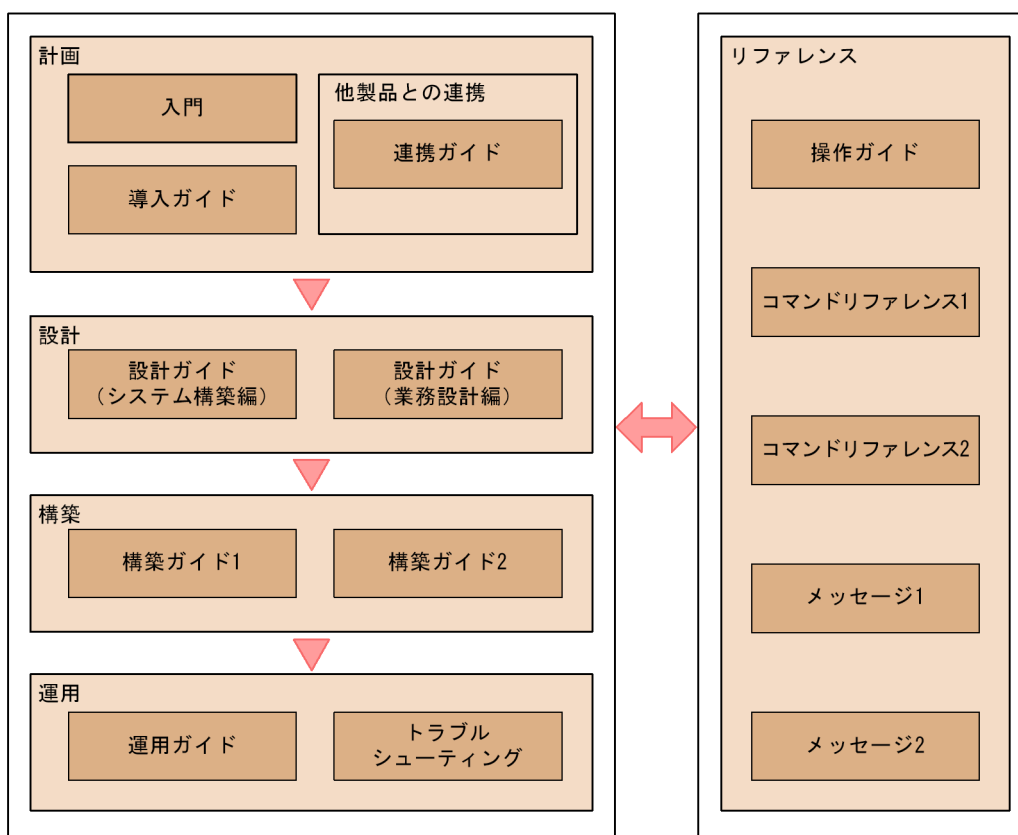 計画
入門
導入ガイド
他製品との連携
連携ガイド
設計
設計ガイド
（システム構築編）
設計ガイド
（業務設計編）
構築
構築ガイド1
構築ガイド2
運用
運用ガイド
トラブル
シューティング
リファレンス
操作ガイド
コマンドリファレンス1
コマンドリファレンス2
メッセージ1
メッセージ2